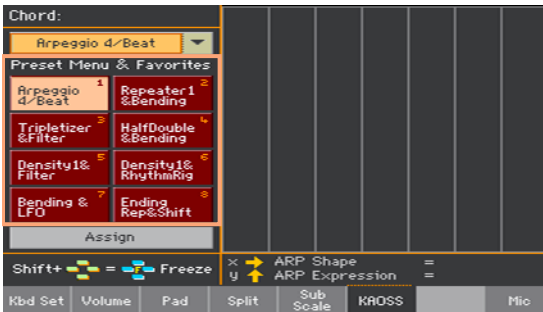 Chord:
Arpeggio 4/Beat
Preset Menu & Favorites
Arpeggio 1
4/Beat
Repeater1 2
&Bending
Tripletizer 3
&Filter
HalfDouble 4
&Bending
Density1& 5
Filter
Density1& 6
RhythmRig
Bending & 7
LFO
Ending 8
Rep&Shift
Assign
Shift+ = F Freeze
x ARP Shape =
y ARP Expression =
Kbd Set Volume Pad Split Sub Scale KAOSS Mic